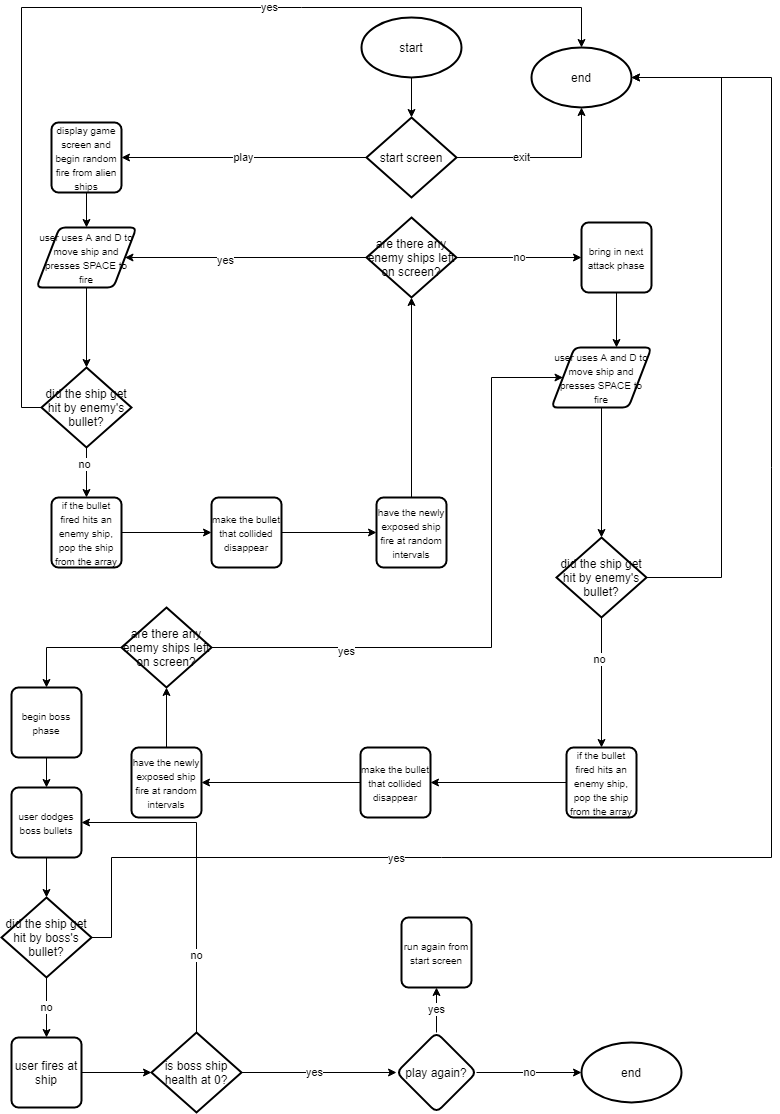 yes
start
end
display game
screen and
begin random
fire from alien
ships
play
start screen
exit
user uses A and D to
move ship and
presses SPACE to
fire
yes
are there any
enemy ships left
on screen?
no
bring in next
attack phase
user uses A and D to
move ship and
presses SPACE to
fire
did the ship get
hit by enemy's
bullet?
no
if the bullet
fired hits an
enemy ship,
pop the ship
from the array
make the bullet
that collided
disappear
have the newly
exposed ship
fire at random
intervals
did the ship get
hit by enemy's
bullet?
are there any
enemy ships left
on screen?
yes
no
begin boss
phase
have the newly
exposed ship
fire at random
intervals
make the bullet
that collided
disappear
if the bullet
fired hits an
enemy ship,
pop the ship
from the array
user dodges
boss bullets
yes
did the ship get
hit by boss's
bullet?
no
run again from
start screen
no
yes
user fires at
ship
is boss ship
health at 0?
yes
play again?
no
end